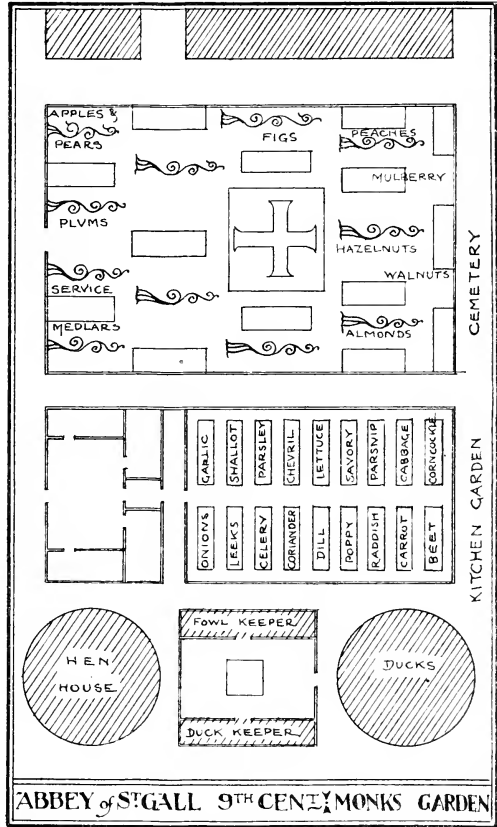 APPLES &
PEARS
FIGS
PEACHES
MULBERRY
PLVMS
HAZELNUTS
WALNUTS
SERVICE
MEDLARS
ALMONDS
CEMETERY
GARLIC
SHALLOT
PARSLEY
CHEVRIL
LETTUCE
SAVORY
PARSNIP
CABBAGE
CORNCOCKLE
ONIONS
LEEKS
CELERY
CORIANDER
DILL
POPPY
RADDISH
CARRUT
BEET
KITCHEN GARDEN
FOWL KEEPER
HEN
HOUSE
DUCKS
DUCK KEEPER
ABBEY of ST GALL 9TH CENTY MONKS GARDEN